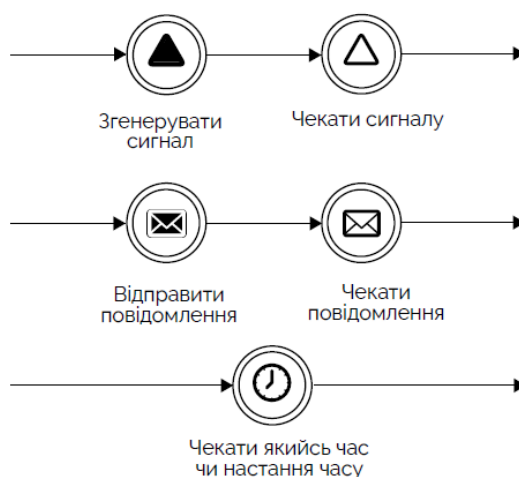 Згенерувати
сигнал
Чекати сигналу
Відправити
повідомлення
Чекати
повідомлення
Чекати якийсь час
чи настання часу